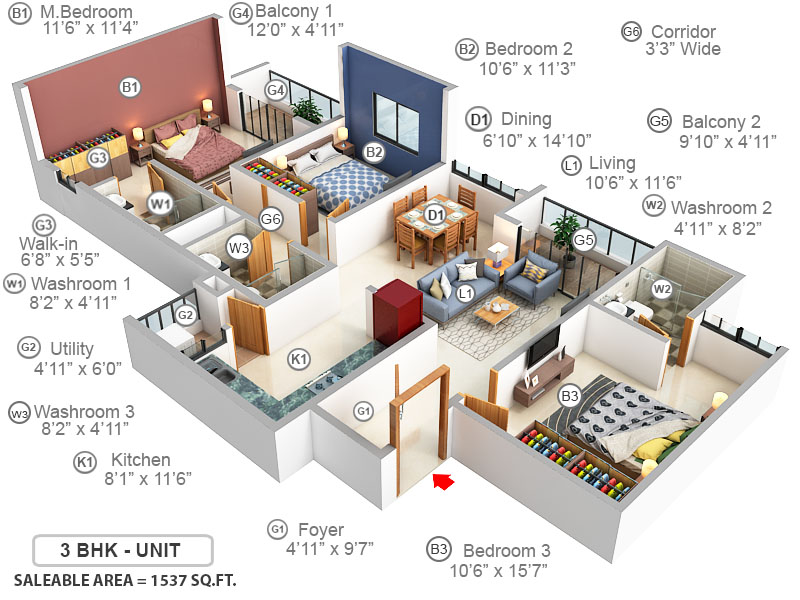 B1 M.Bedroom
11'6” x 11'4”
G4 Balcony 1
12'0” x 4'11”
B2 Bedroom 2
10'6” x 11'3”
G6 Corridor
3'3” Wide
D1 Dining
6'10” x 14'10”
G5 Balcony 2
9'10” x 4'11”
L1 Living
10'6” x 11'6”
W2 Washroom 2
4'11” x 8'2”
B1
G4
B2
G3
W1
G6
D1
W3
G5
L1
W2
G2
K1
G1
B3
G3
Walk-in
6'8” x 5'5”
W1 Washroom 1
8'2” x 4'11”
G2 Utility
4'11” x 6'0”
W3 Washroom 3
8'2” x 4'11”
K1 Kitchen
8'1” x 11'6”
G1 Foyer
4'11” x 9'7”
B3 Bedroom 3
10'6” x 15'7”
3 BHK - UNIT
SALEABLE AREA = 1537 SQ.FT.